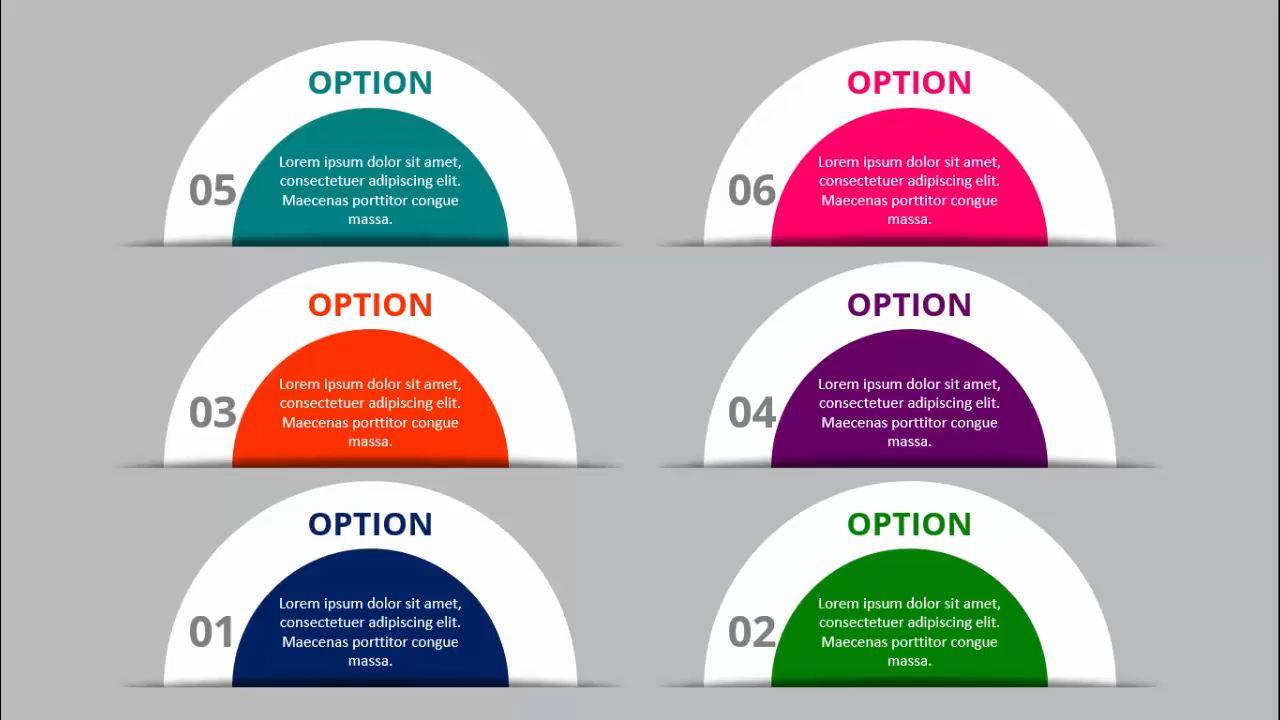 OPTION
05
Lorem ipsum dolor sit amet,
consectetuer adipiscing elit.
Maecenas porttitor congue
massa.
OPTION
06
Lorem ipsum dolor sit amet,
consectetuer adipiscing elit.
Maecenas porttitor congue
massa.
OPTION
03
Lorem ipsum dolor sit amet,
consectetuer adipiscing elit.
Maecenas porttitor congue
massa.
OPTION
04
Lorem ipsum dolor sit amet,
consectetuer adipiscing elit.
Maecenas porttitor congue
massa.
OPTION
01
Lorem ipsum dolor sit amet,
consectetuer adipiscing elit.
Maecenas porttitor congue
massa.
OPTION
02
Lorem ipsum dolor sit amet,
consectetuer adipiscing elit.
Maecenas porttitor congue
massa.